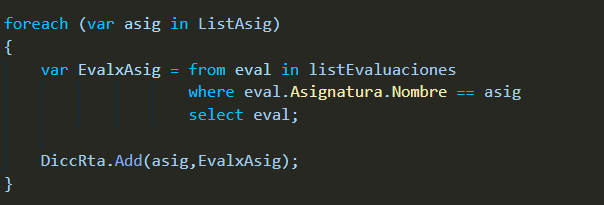 foreach (var asig in ListAsig)
{
    var EvalxAsig = from eval in listEvaluaciones
                    where eval.Asignatura.Nombre == asig
                    select eval;

    DiccRta.Add(asig,EvalxAsig);
}